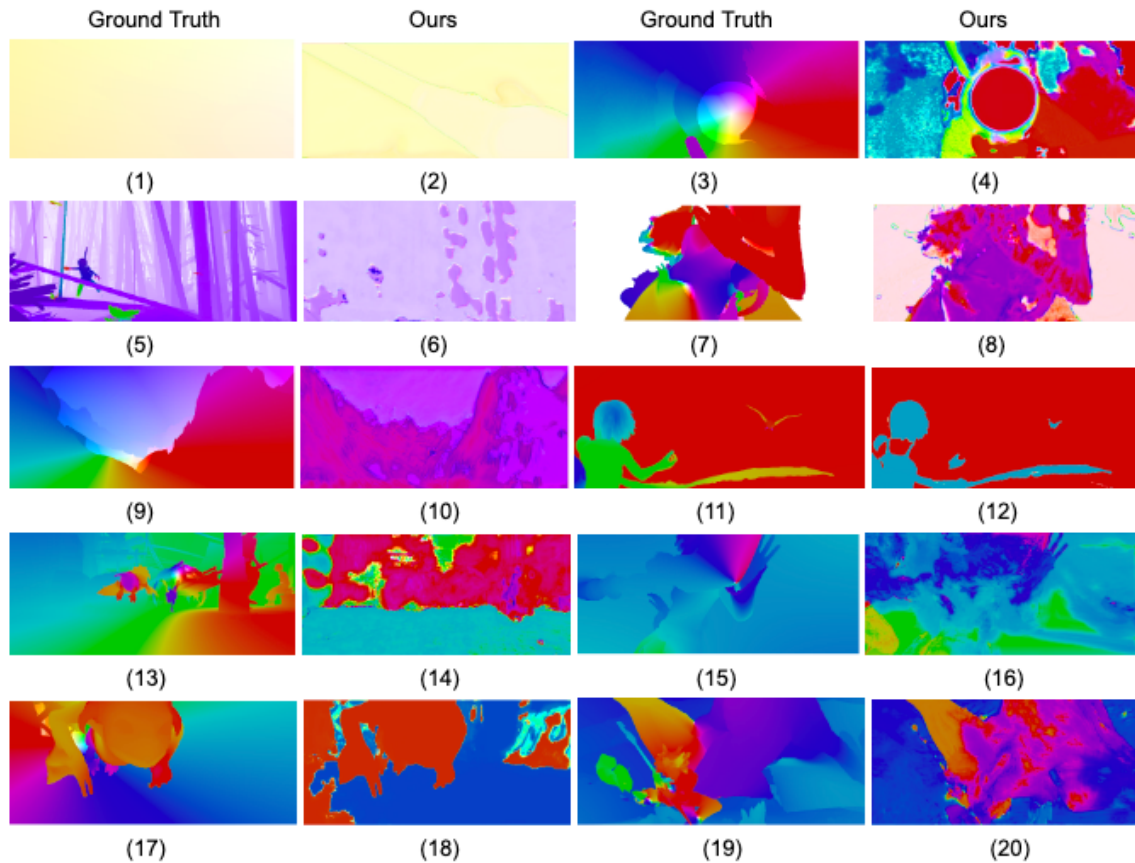 Ground Truth Ours Ground Truth Ours
(1) (2) (3) (4)
(5) (6) (7) (8)
(9) (10) (11) (12)
(13) (14) (15) (16)
(17) (18) (19) (20)